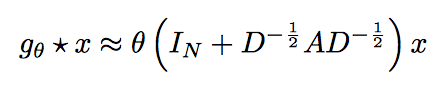 g_θ ⋆ x ≈ θ (I_N + D^{-1/2} A D^{-1/2}) x